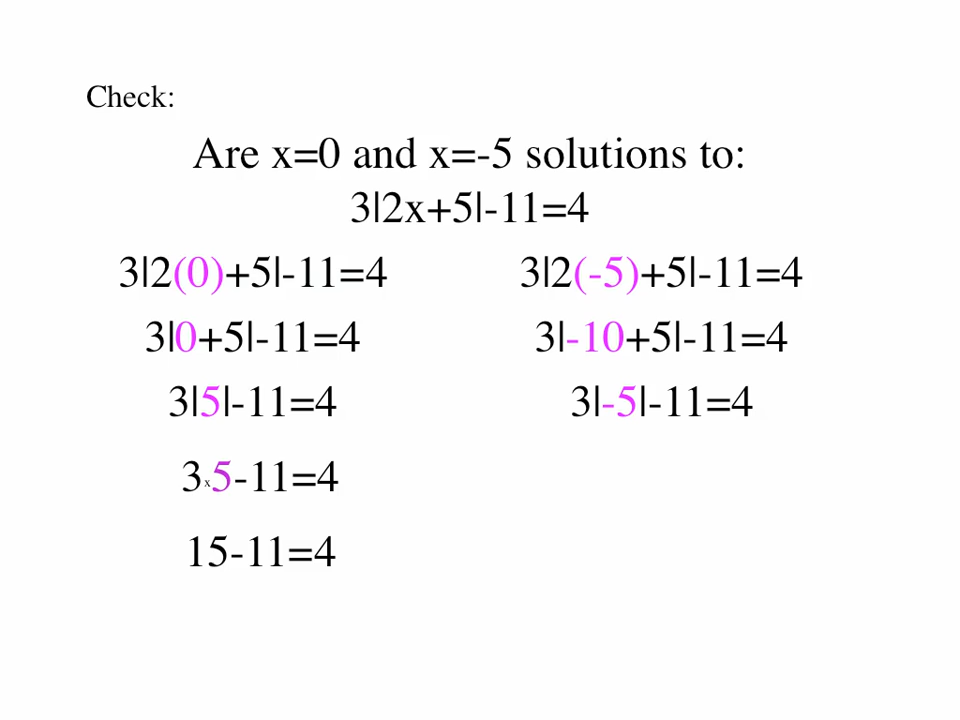 Check:
Are x=0 and x=-5 solutions to:
3|2x+5|-11=4
3|2(0)+5|-11=4 3|2(-5)+5|-11=4
3|0+5|-11=4 3|-10+5|-11=4
3|5|-11=4 3|-5|-11=4
3x5-11=4
15-11=4